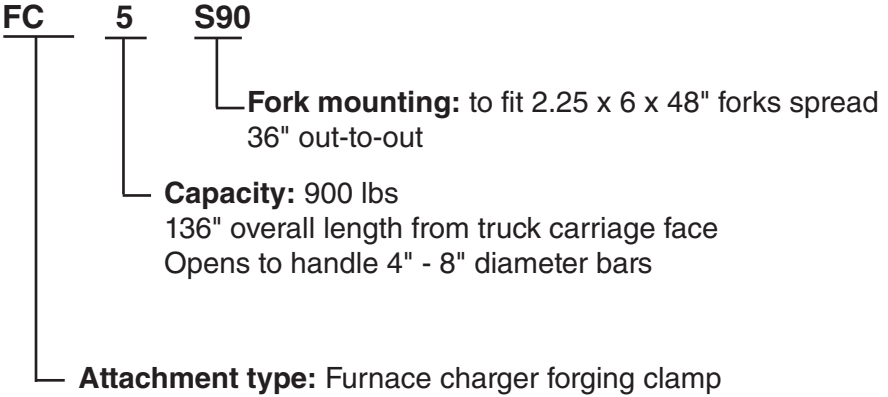 FC 5 S90
Fork mounting: to fit 2.25 x 6 x 48" forks spread
36" out-to-out
Capacity: 900 lbs
136" overall length from truck carriage face
Opens to handle 4" - 8" diameter bars
Attachment type: Furnace charger forging clamp